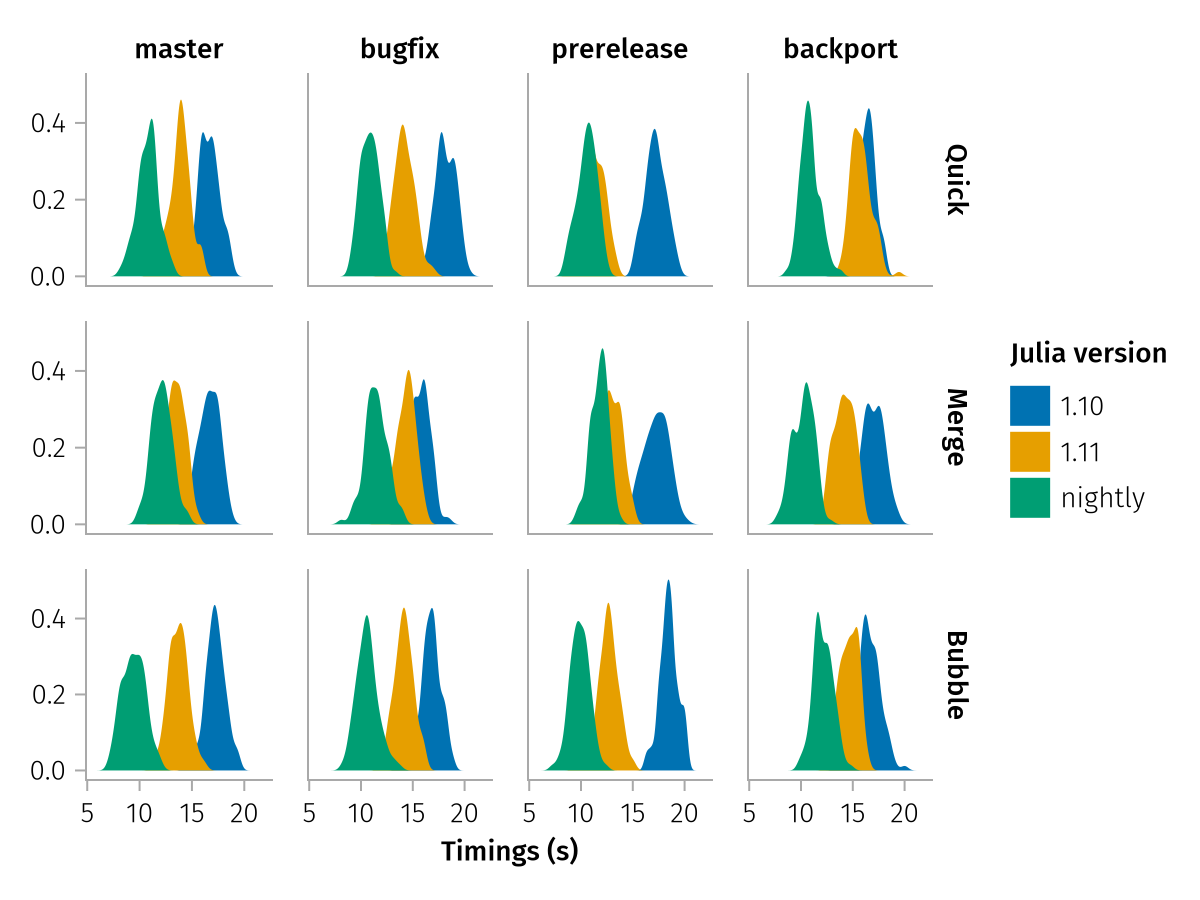 master bugfix prerelease backport
0.4
0.2
0.0
Quick
0.4
0.2
0.0
Merge
Julia version
1.10
1.11
nightly
0.4
0.2
0.0
Bubble
5 10 15 20 5 10 15 20 5 10 15 20 5 10 15 20
Timings (s)